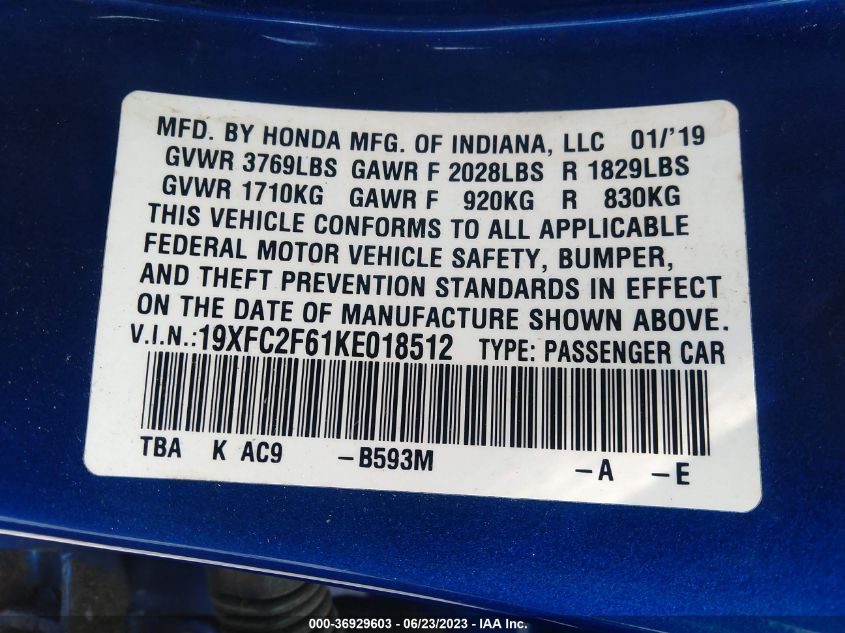 MFD. BY HONDA MFG. OF INDIANA, LLC 01/'19
GVWR 3769LBS GAWR F 2028LBS R 1829LBS
GVWR 1710KG GAWR F 920KG R 830KG
THIS VEHICLE CONFORMS TO ALL APPLICABLE
FEDERAL MOTOR VEHICLE SAFETY, BUMPER,
AND THEFT PREVENTION STANDARDS IN EFFECT
ON THE DATE OF MANUFACTURE SHOWN ABOVE.
V.I.N.:19XFC2F61KE018512 TYPE: PASSENGER CAR
TBA K AC9 -B593M -A -E
000-36929603 - 06/23/2023 - IAA Inc.